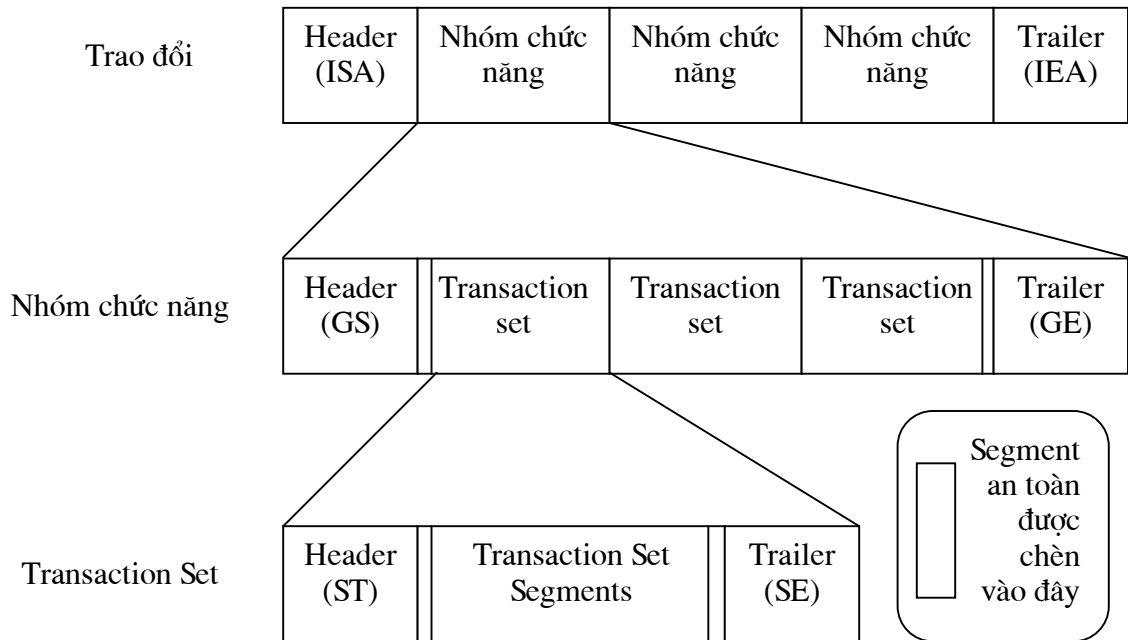 Trao đổi
Header
(ISA)
Nhóm chức
năng
Nhóm chức
năng
Nhóm chức
năng
Trailer
(IEA)
Nhóm chức năng
Header
(GS)
Transaction
set
Transaction
set
Transaction
set
Trailer
(GE)
Transaction Set
Header
(ST)
Transaction Set
Segments
Trailer
(SE)
Segment
an toàn
được
chèn
vào đây